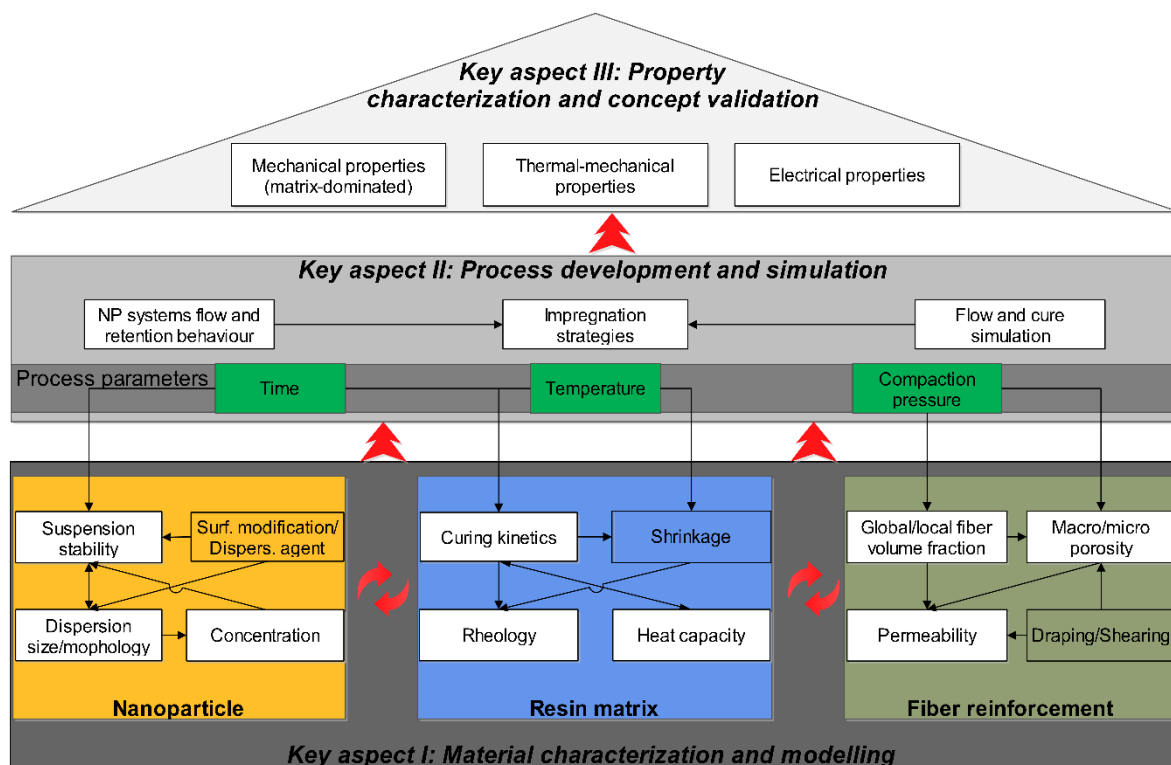 Key aspect III: Property
characterization and concept validation
Mechanical properties
(matrix-dominated)
Thermal-mechanical
properties
Electrical properties
Key aspect II: Process development and simulation
NP systems flow and
retention behaviour
Impregnation
strategies
Flow and cure
simulation
Process parameters
Time
Temperature
Compaction
pressure
Suspension
stability
Surf. modification/
Dispers. agent
Dispersion
size/mophology
Concentration
Nanoparticle
Curing kinetics
Shrinkage
Rheology
Heat capacity
Resin matrix
Global/local fiber
volume fraction
Macro/micro
porosity
Permeability
Draping/Shearing
Fiber reinforcement
Key aspect I: Material characterization and modelling